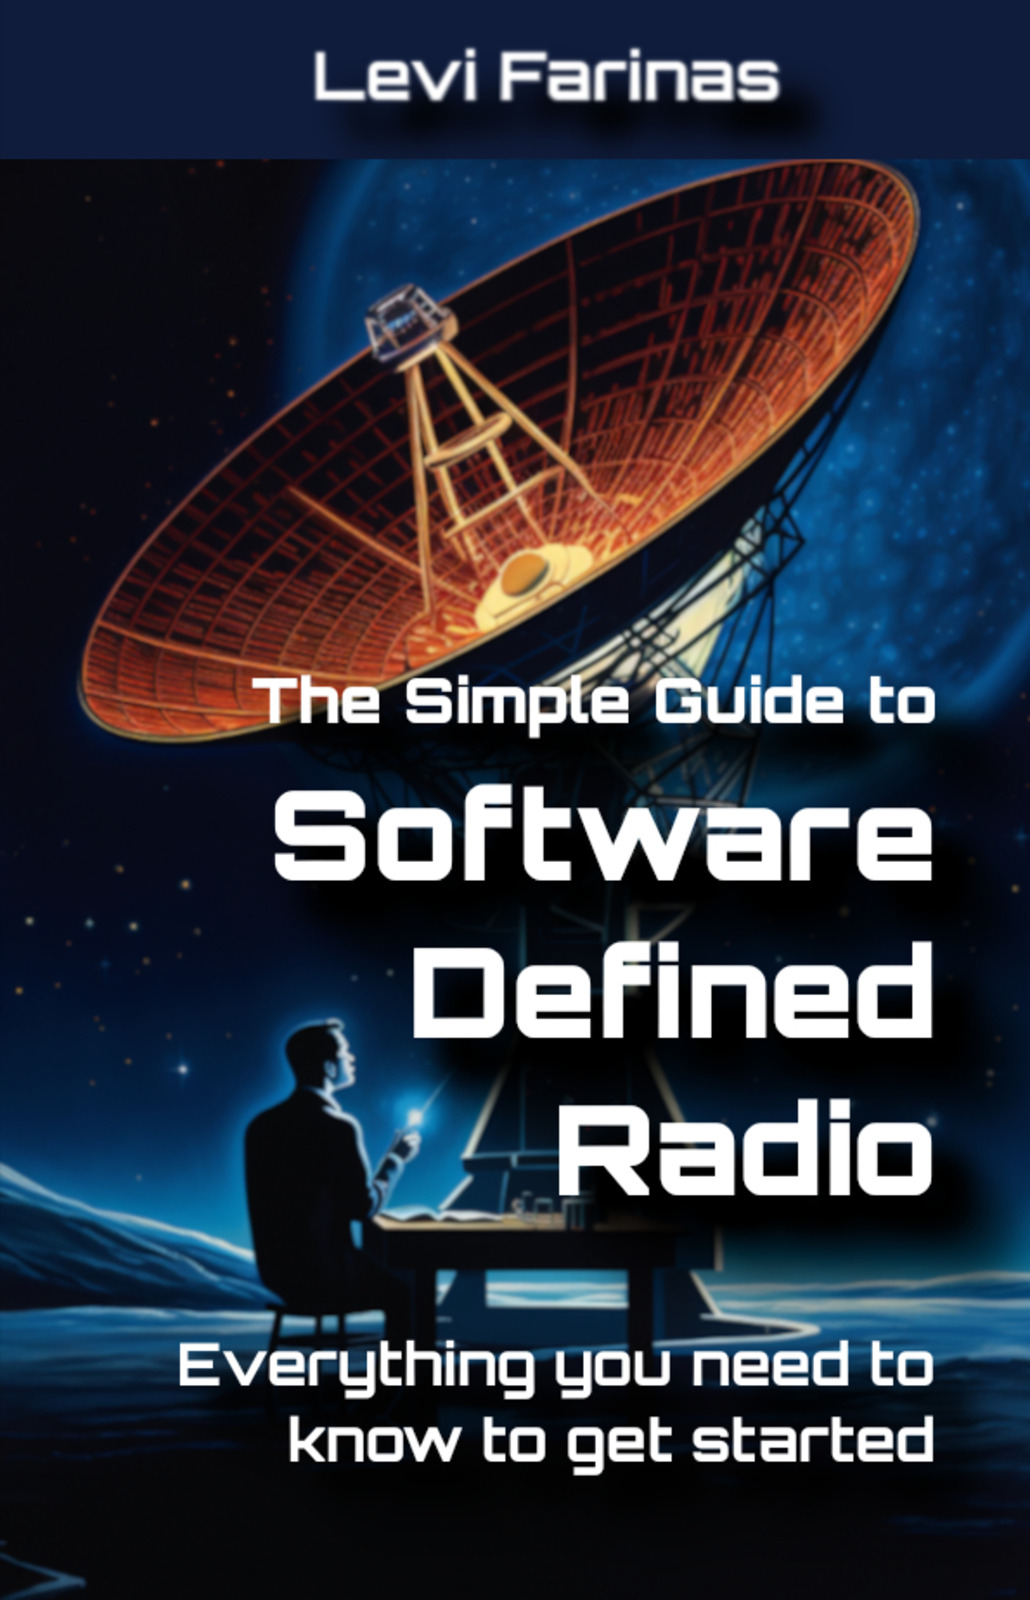 Levi Farinas
The Simple Guide to
Software
Defined
Radio
Everything you need to
know to get started